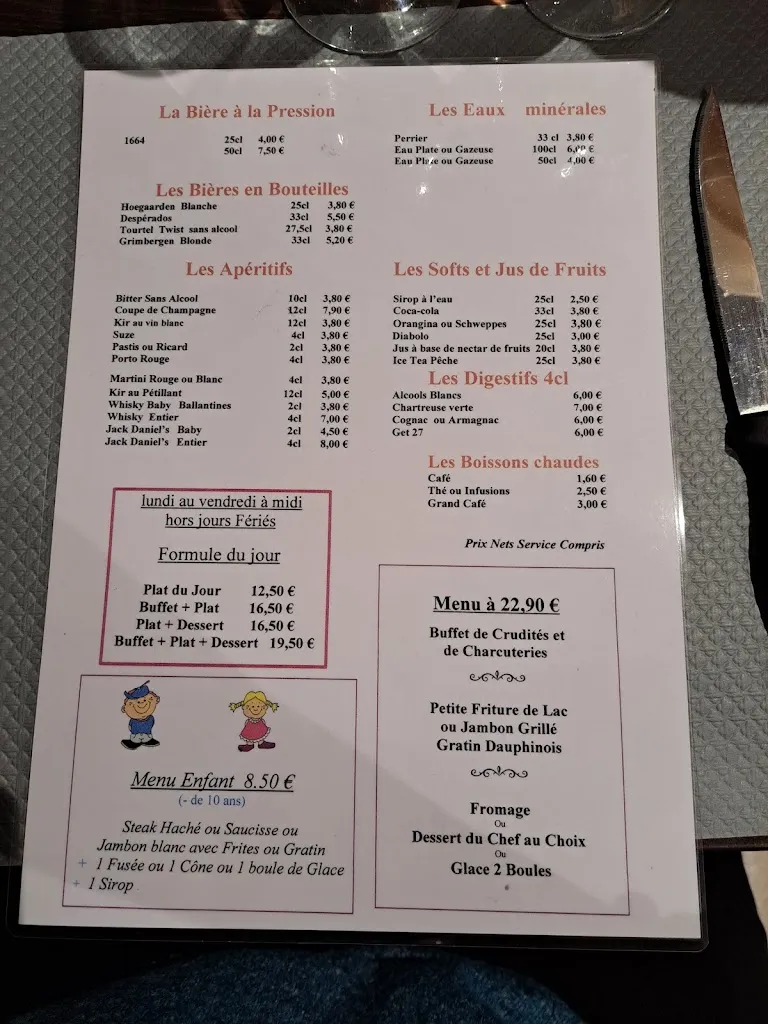 La Bière à la Pression
1664 25cl 4,00 €
50cl 7,50 €
Les Bières en Bouteilles
Hoegaarden Blanche 25cl 3,80 €
Despérados 33cl 5,50 €
Tourtel Twist sans alcool 27,5cl 3,80 €
Grimbergen Blonde 33cl 5,20 €
Les Apéritifs
Bitter Sans Alcool 10cl 3,80 €
Coupe de Champagne 12cl 7,90 €
Kir au vin blanc 12cl 3,80 €
Suze 4cl 3,80 €
Pastis ou Ricard 2cl 3,80 €
Porto Rouge 4cl 3,80 €
Martini Rouge ou Blanc 4cl 3,80 €
Kir au Pétillant 12cl 5,00 €
Whisky Baby Ballantines 2cl 3,80 €
Whisky Entier 4cl 7,00 €
Jack Daniel's Baby 2cl 4,50 €
Jack Daniel's Entier 4cl 8,00 €
lundi au vendredi à midi
hors jours Fériés
Formule du jour
Plat du Jour 12,50 €
Buffet + Plat 16,50 €
Plat + Dessert 16,50 €
Buffet + Plat + Dessert 19,50 €
Menu Enfant 8.50 €
(- de 10 ans)
Steak Haché ou Saucisse ou
Jambon blanc avec Frites ou Gratin
+ 1 Fusée ou 1 Cône ou 1 boule de Glace
+ 1 Sirop
Les Eaux minérales
Perrier 33 cl 3,80 €
Eau Plate ou Gazeuse 100cl 6,00 €
Eau Plate ou Gazeuse 50cl 4,00 €
Les Softs et Jus de Fruits
Sirop à l'eau 25cl 2,50 €
Coca-cola 33cl 3,80 €
Orangina ou Schweppes 25cl 3,80 €
Diabolo 25cl 3,00 €
Jus à base de nectar de fruits 20cl 3,80 €
Ice Tea Pêche 25cl 3,80 €
Les Digestifs 4cl
Alcools Blancs 6,00 €
Chartreuse verte 7,00 €
Cognac ou Armagnac 6,00 €
Get 27 6,00 €
Les Boissons chaudes
Café 1,60 €
Thé ou Infusions 2,50 €
Grand Café 3,00 €
Prix Nets Service Compris
Menu à 22,90 €
Buffet de Crudités et
de Charcuteries
Petite Friture de Lac
ou Jambon Grillé
Gratin Dauphinois
Fromage
Ou
Dessert du Chef au Choix
Ou
Glace 2 Boules